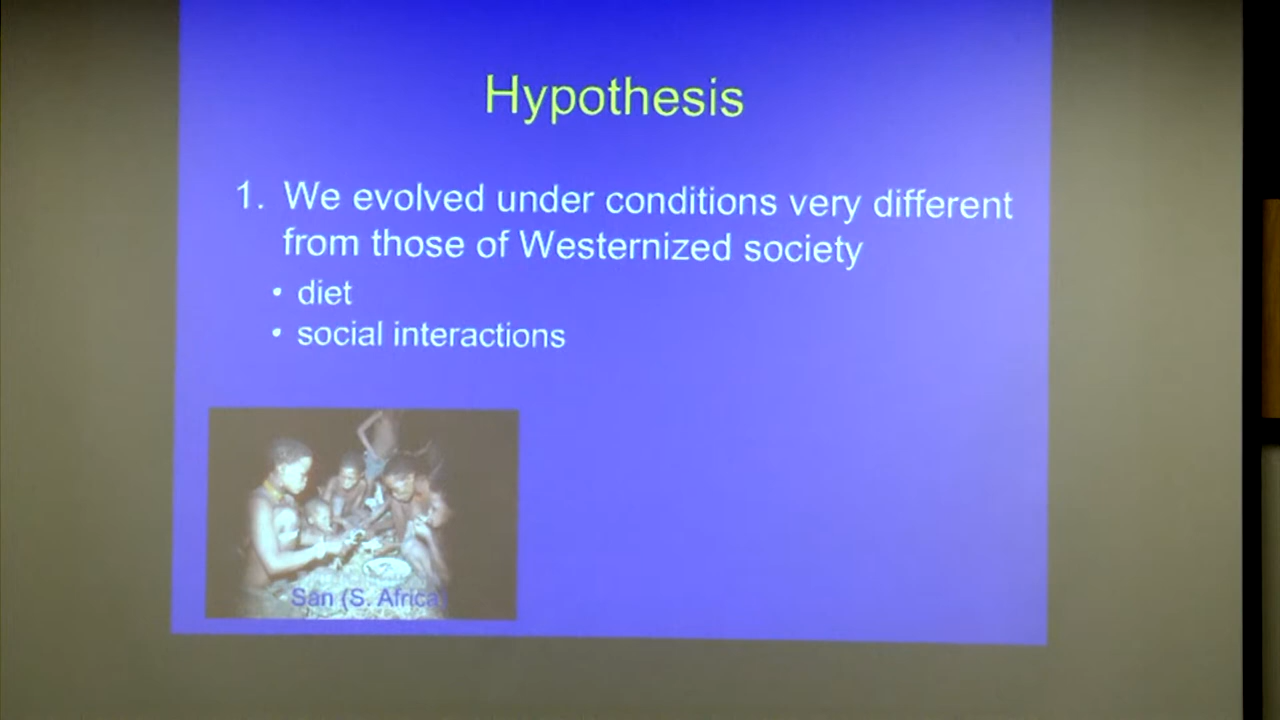 Hypothesis
1. We evolved under conditions very different
from those of Westernized society
• diet
• social interactions
San (S. Africa)